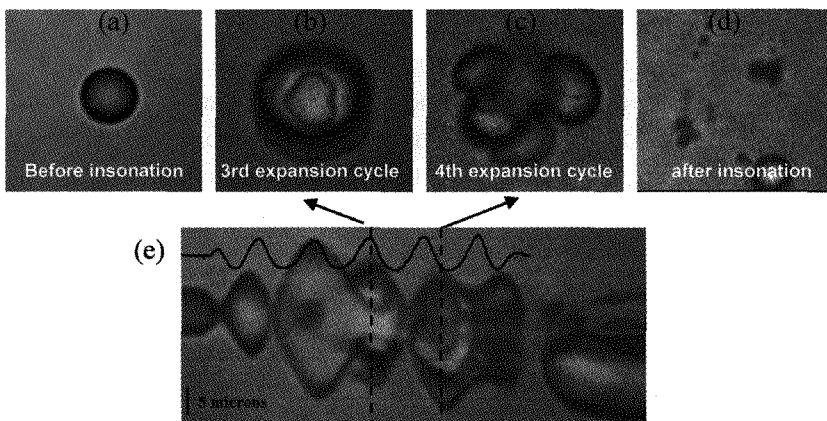 (a)
(b)
(c)
(d)
Before insonation
3rd expansion cycle
4th expansion cycle
after insonation
(e)
5 microns